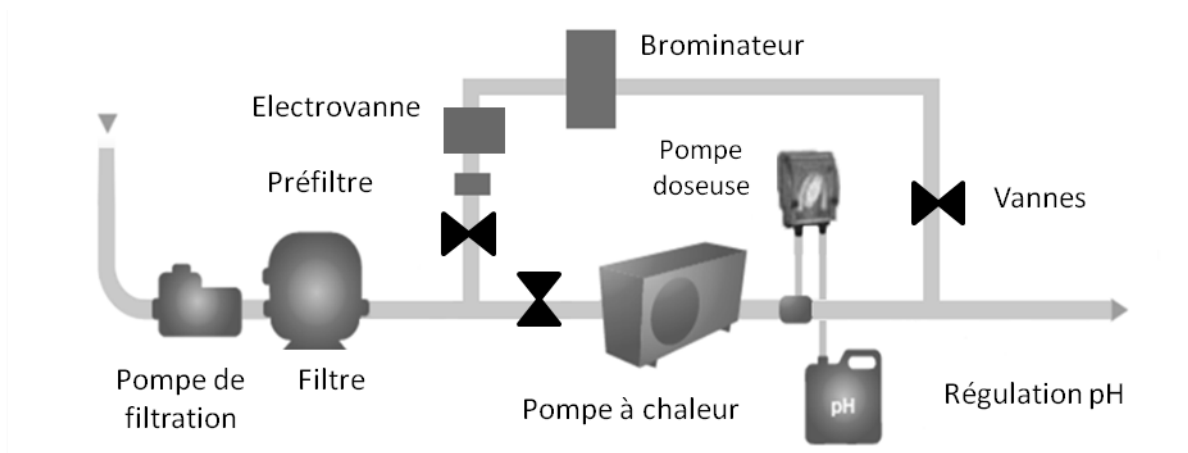 Brominateur
Electrovanne
Pompe
doseuse
Préfiltre
Vannes
Pompe de
filtration
Filtre
Pompe à chaleur
pH
Régulation pH